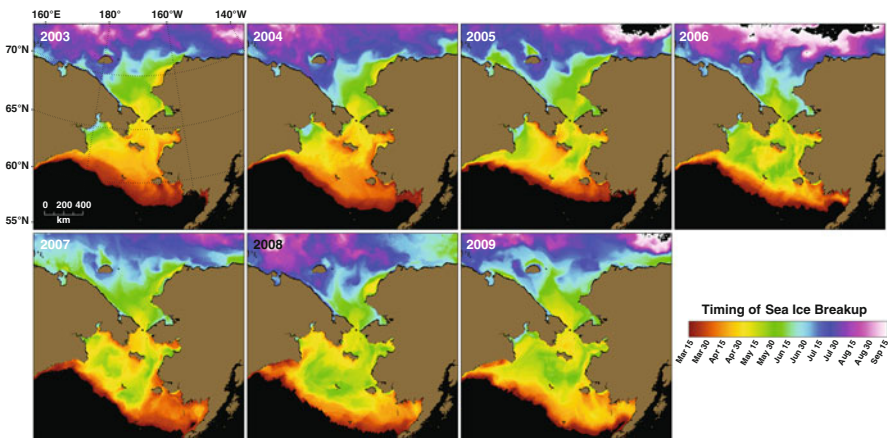 160°E 180° 160°W 140°W
2003 2004 2005 2006
70°N
65°N
60°N
0 200 400
km
55°N
2007 2008 2009
Timing of Sea Ice Breakup
Mar 15 Mar 30 Apr 15 Apr 30 May 15 May 30 Jun 15 Jun 30 Jul 15 Jul 30 Aug 15 Aug 30 Sep 15